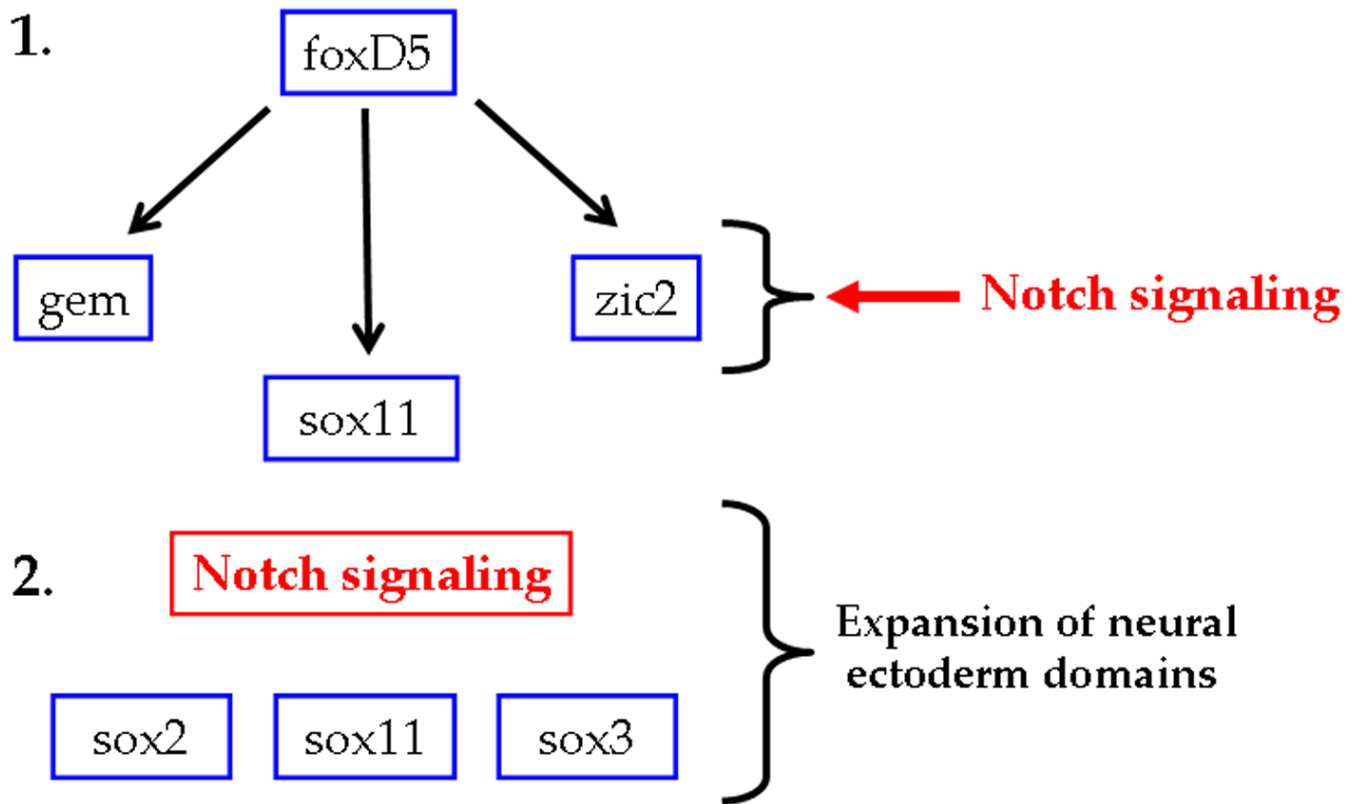 1.
foxD5
gem
zic2
Notch signaling
sox11
2.
Notch signaling
Expansion of neural
ectoderm domains
sox2
sox11
sox3